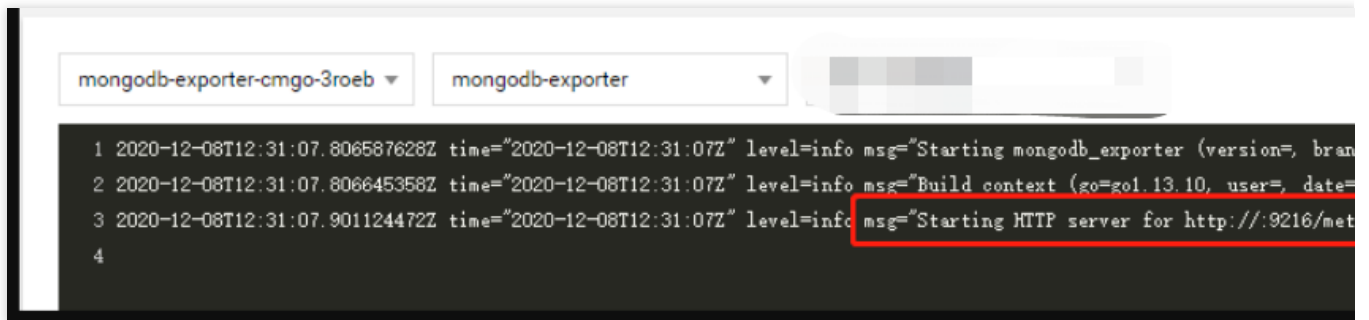 mongodb-exporter-cmgo-3roeb mongodb-exporter
1 2020-12-08T12:31:07.806587628Z time="2020-12-08T12:31:07Z" level=info msg="Starting mongodb_exporter (version=, bran
2 2020-12-08T12:31:07.806645358Z time="2020-12-08T12:31:07Z" level=info msg="Build context (go=go1.13.10, user=, date=
3 2020-12-08T12:31:07.901124472Z time="2020-12-08T12:31:07Z" level=info msg="Starting HTTP server for http://:9216/met
4